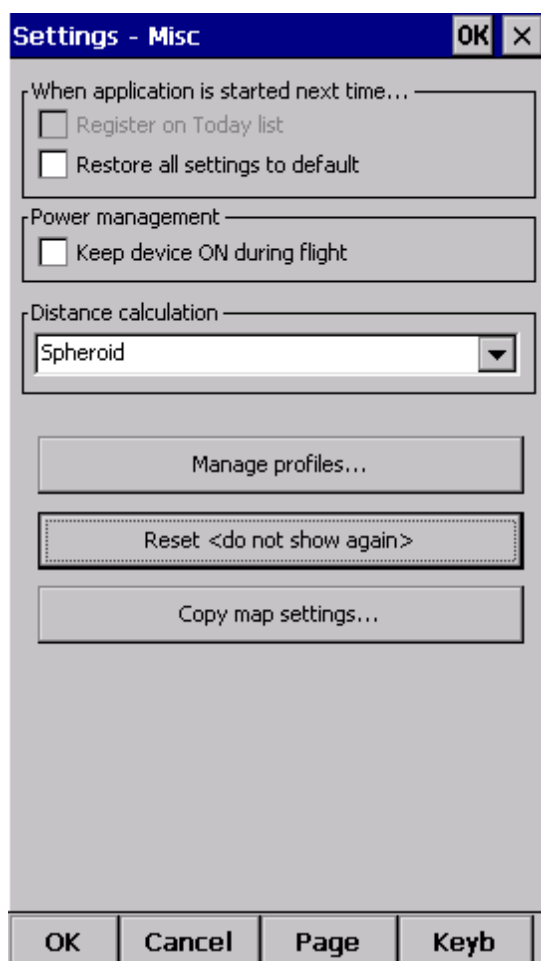 Settings - Misc OK ×
When application is started next time...
Register on Today list
Restore all settings to default
Power management
Keep device ON during flight
Distance calculation
Spheroid
Manage profiles...
Reset <do not show again>
Copy map settings...
OK Cancel Page Keyb